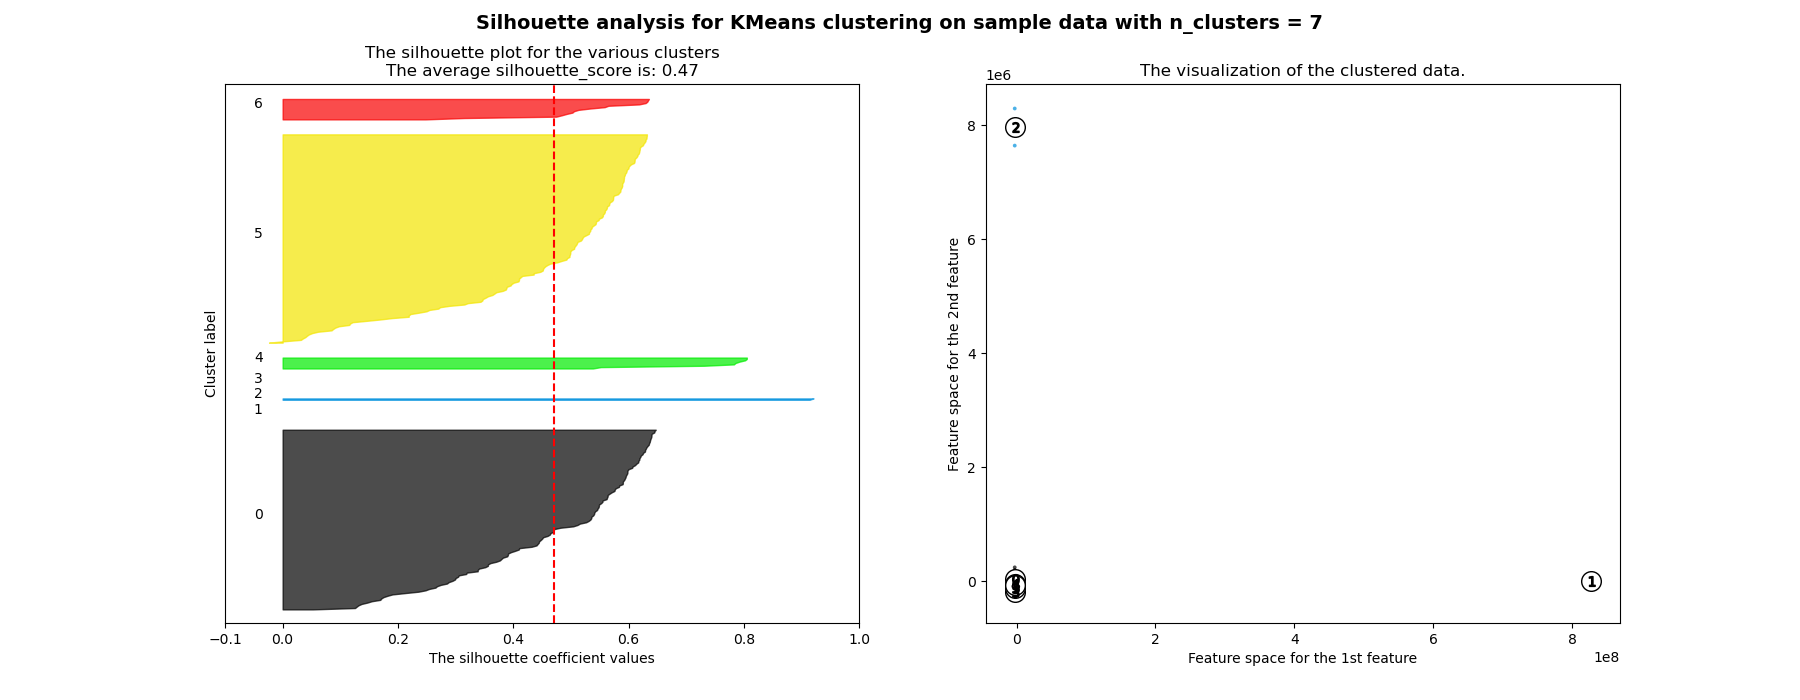 Silhouette analysis for KMeans clustering on sample data with n_clusters = 7
The silhouette plot for the various clusters
The average silhouette_score is: 0.47
6
5
4
3
2
1
0
Cluster label
−0.1 0.0 0.2 0.4 0.6 0.8 1.0
The silhouette coefficient values
The visualization of the clustered data.
1e6
8
6
4
2
0
Feature space for the 2nd feature
2
1
0 2 4 6 8
1e8
Feature space for the 1st feature